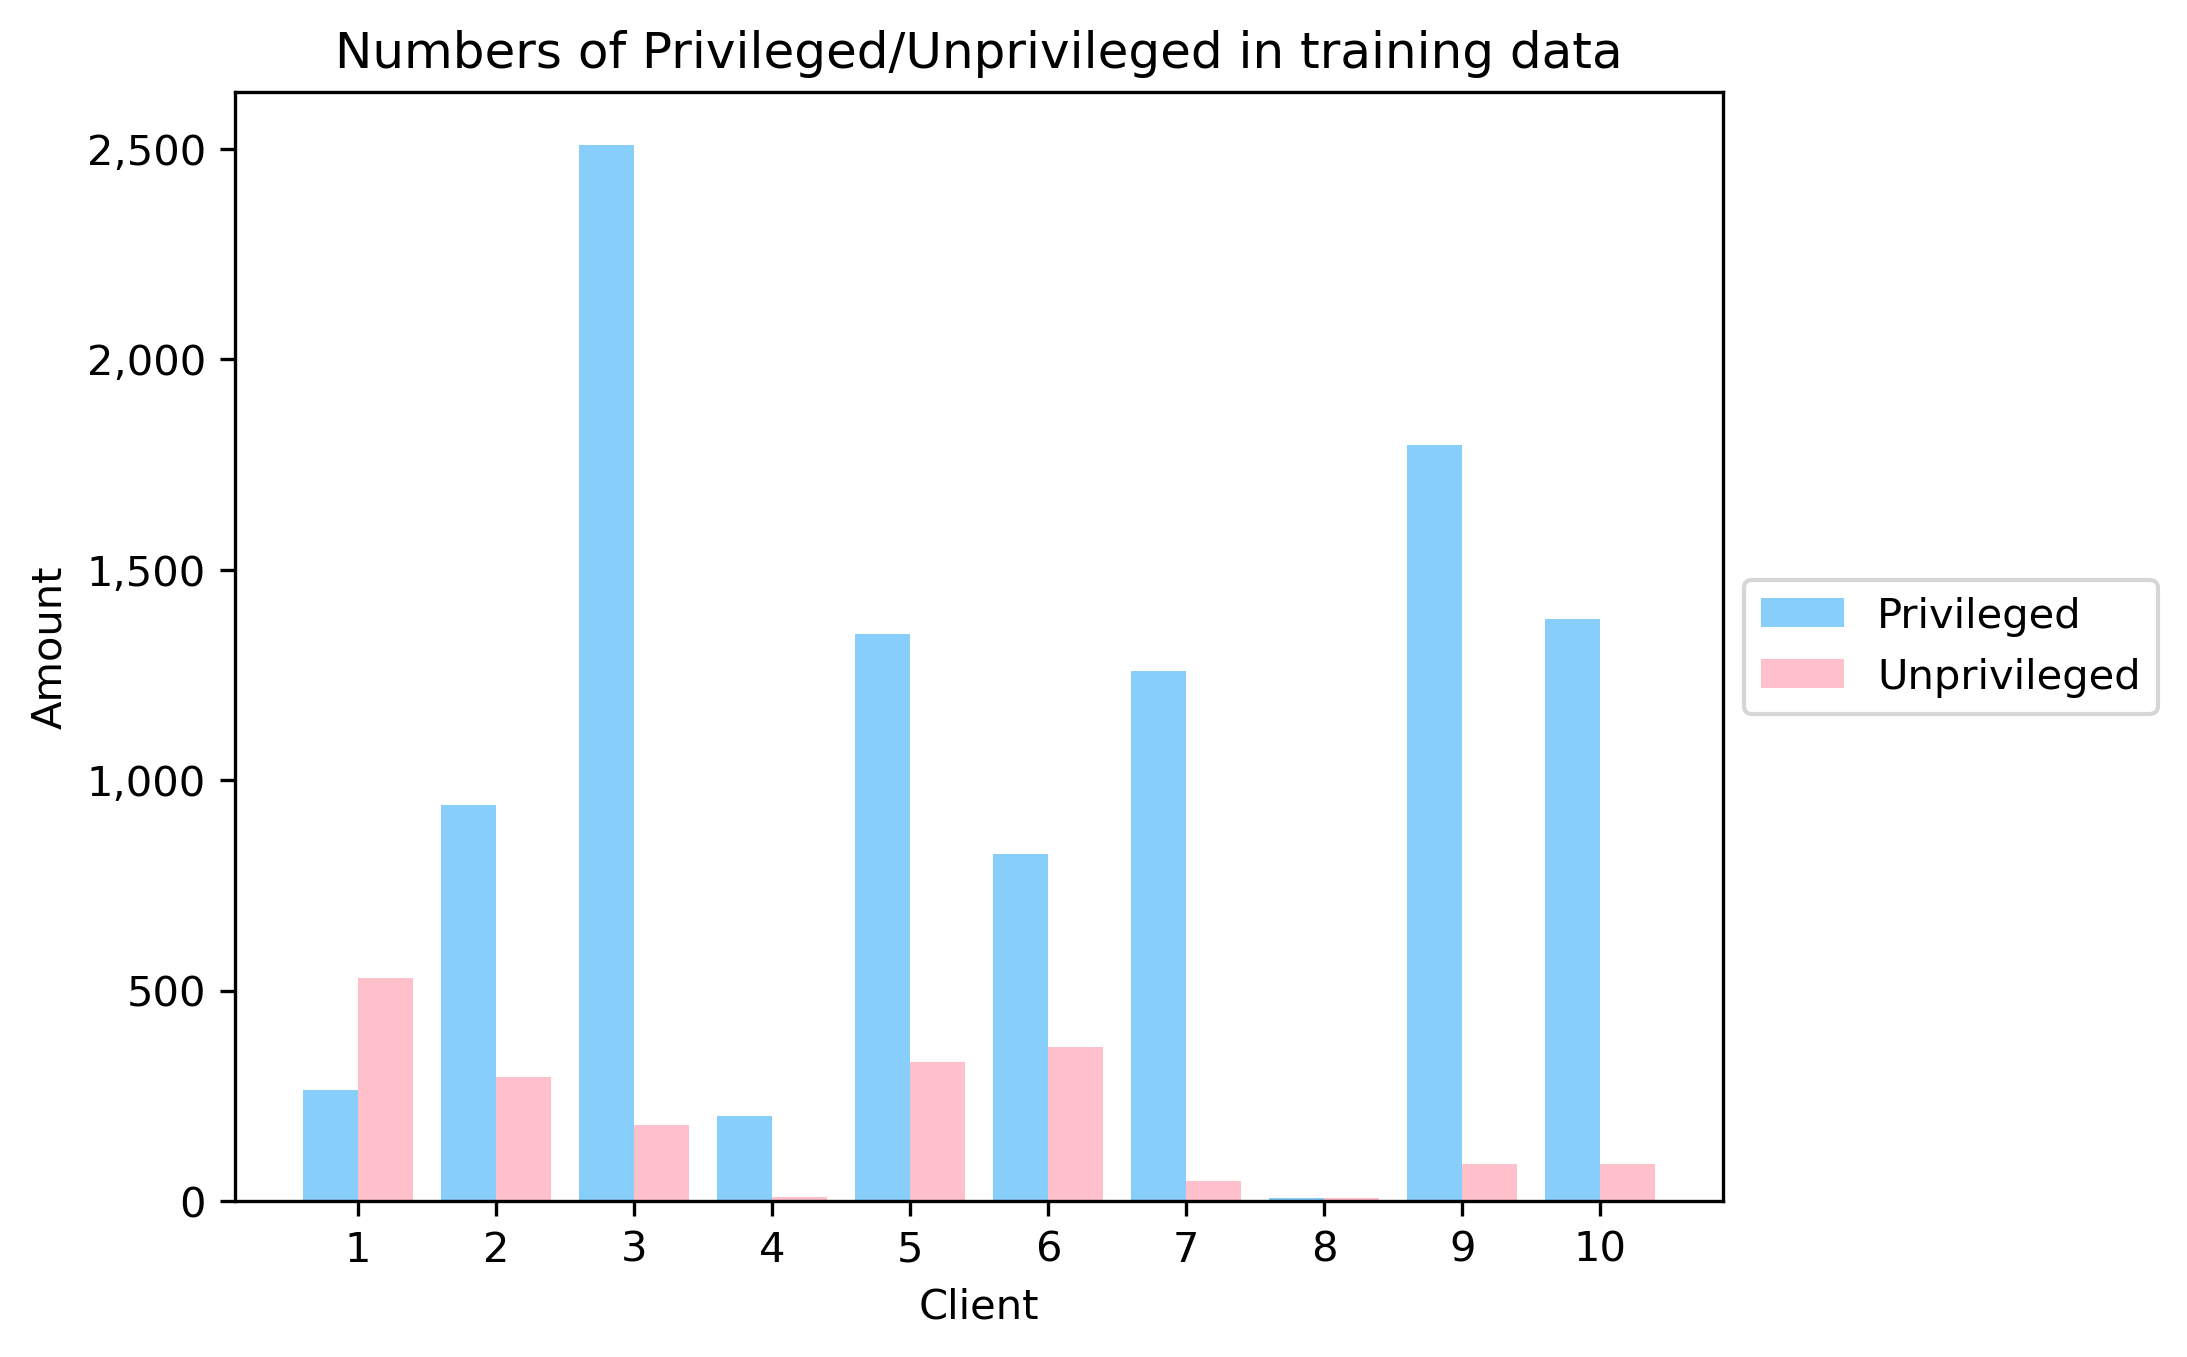 Numbers of Privileged/Unprivileged in training data
2,500
2,000
1,500
1,000
500
0
Amount
1 2 3 4 5 6 7 8 9 10
Client
Privileged
Unprivileged